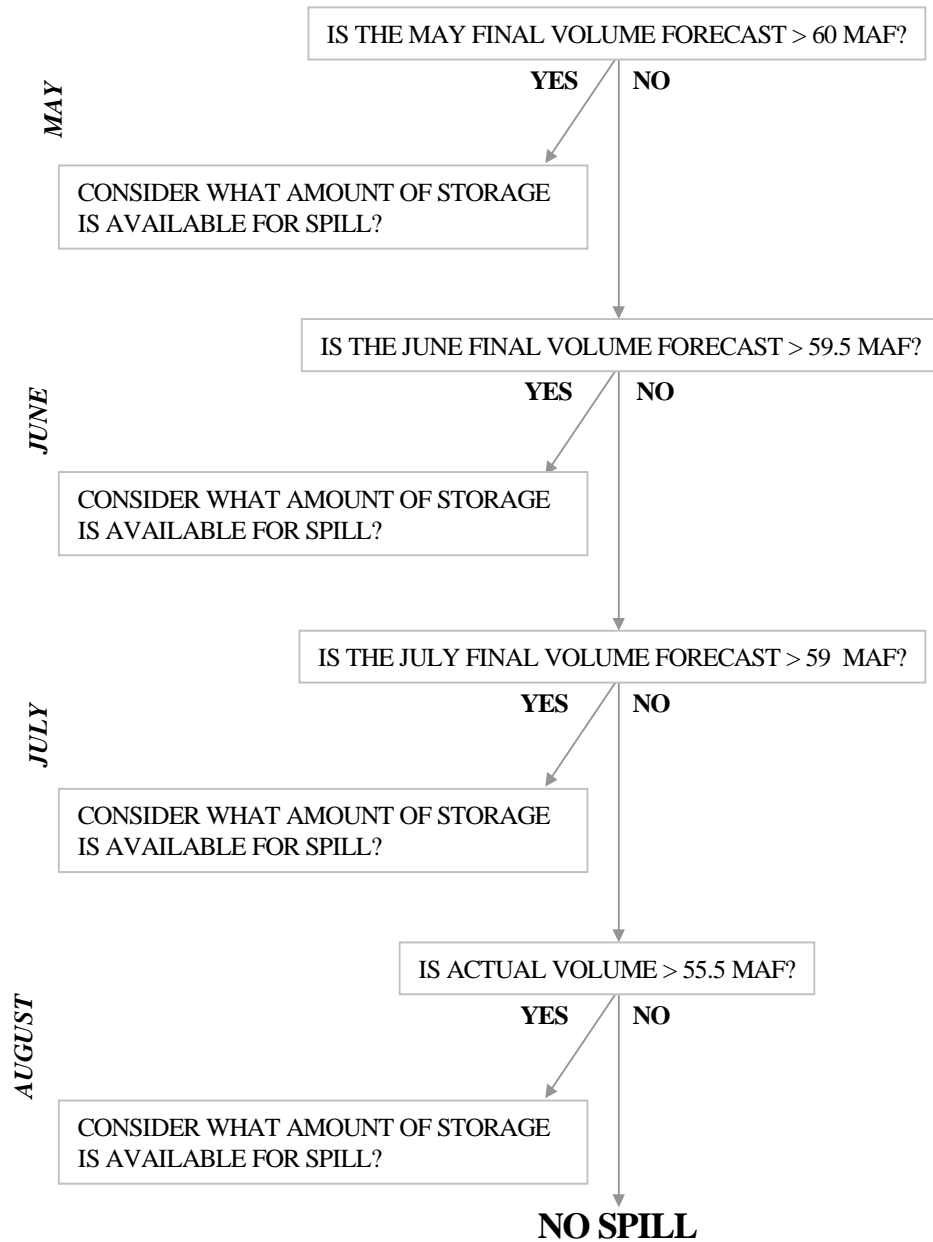 IS THE MAY FINAL VOLUME FORECAST > 60 MAF?
YES NO
MAY
CONSIDER WHAT AMOUNT OF STORAGE
IS AVAILABLE FOR SPILL?
IS THE JUNE FINAL VOLUME FORECAST > 59.5 MAF?
YES NO
JUNE
CONSIDER WHAT AMOUNT OF STORAGE
IS AVAILABLE FOR SPILL?
IS THE JULY FINAL VOLUME FORECAST > 59 MAF?
YES NO
JULY
CONSIDER WHAT AMOUNT OF STORAGE
IS AVAILABLE FOR SPILL?
IS ACTUAL VOLUME > 55.5 MAF?
YES NO
AUGUST
CONSIDER WHAT AMOUNT OF STORAGE
IS AVAILABLE FOR SPILL?
NO SPILL